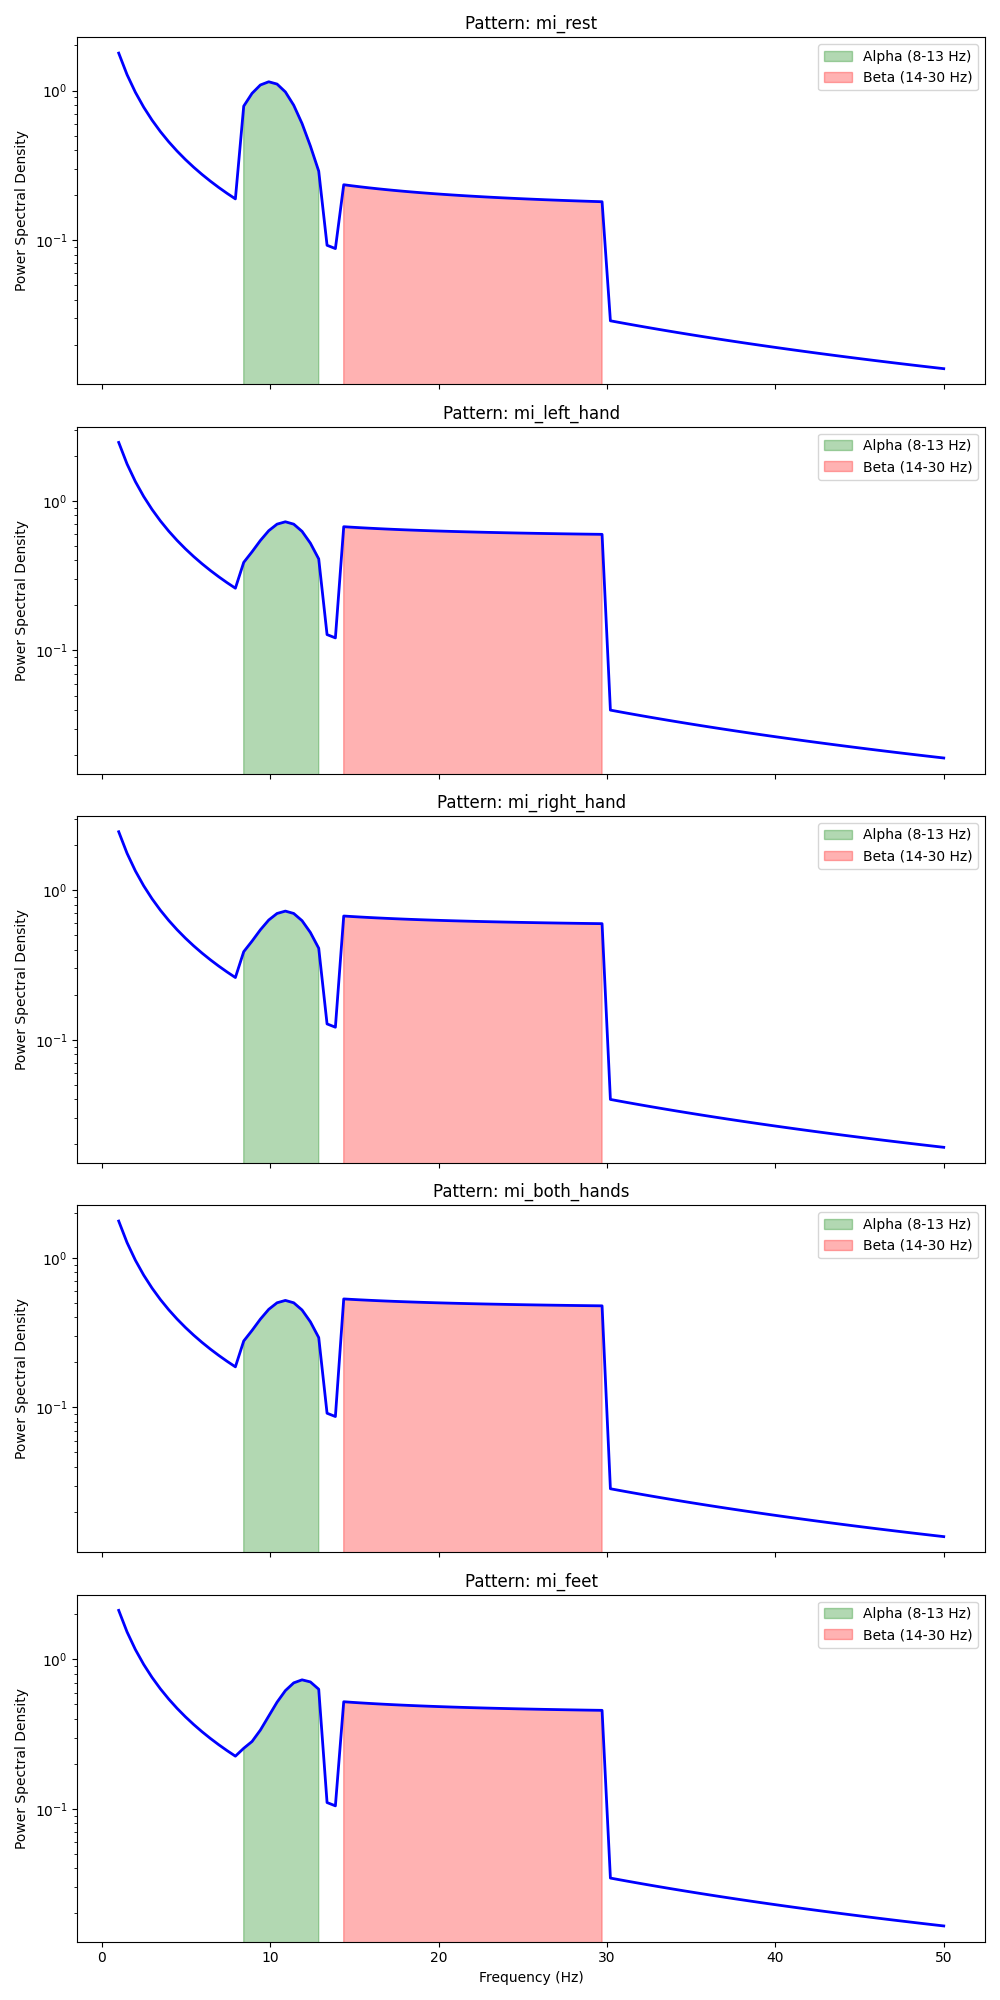 Pattern: mi_rest
Alpha (8-13 Hz)
Beta (14-30 Hz)
Power Spectral Density
10⁰
10⁻¹
Pattern: mi_left_hand
Alpha (8-13 Hz)
Beta (14-30 Hz)
Power Spectral Density
10⁰
10⁻¹
Pattern: mi_right_hand
Alpha (8-13 Hz)
Beta (14-30 Hz)
Power Spectral Density
10⁰
10⁻¹
Pattern: mi_both_hands
Alpha (8-13 Hz)
Beta (14-30 Hz)
Power Spectral Density
10⁰
10⁻¹
Pattern: mi_feet
Alpha (8-13 Hz)
Beta (14-30 Hz)
Power Spectral Density
10⁰
10⁻¹
0 10 20 30 40 50
Frequency (Hz)